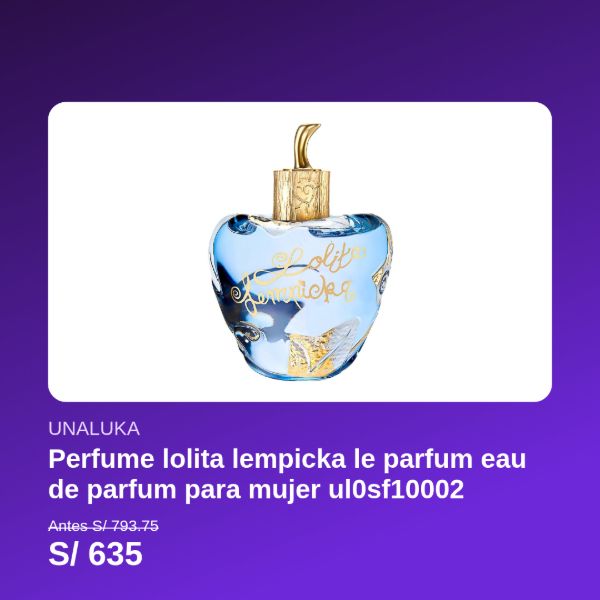 Lolita
Lempicka
UNALUKA
Perfume lolita lempicka le parfum eau
de parfum para mujer ul0sf10002
Antes S/ 793.75
S/ 635